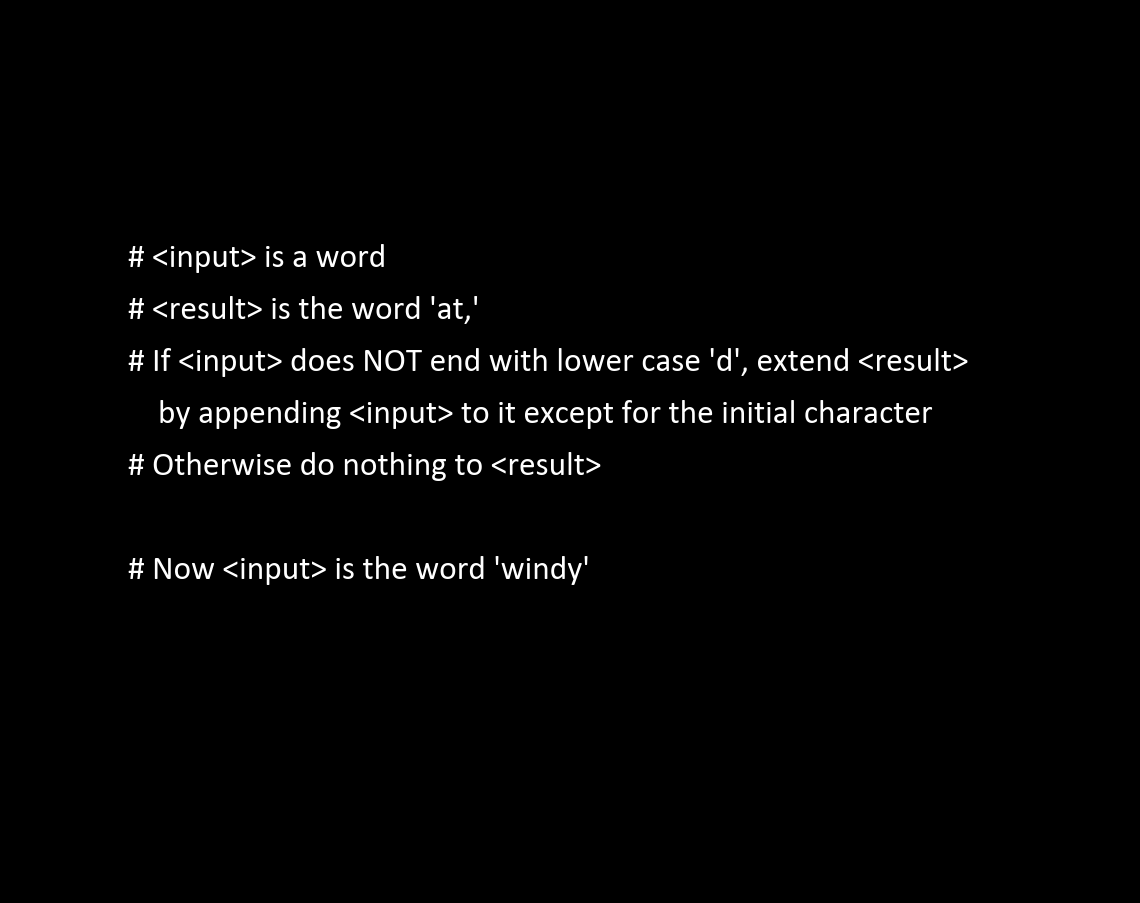 # <input> is a word
# <result> is the word 'at,'
# If <input> does NOT end with lower case 'd', extend <result>
by appending <input> to it except for the initial character
# Otherwise do nothing to <result>
# Now <input> is the word 'windy'